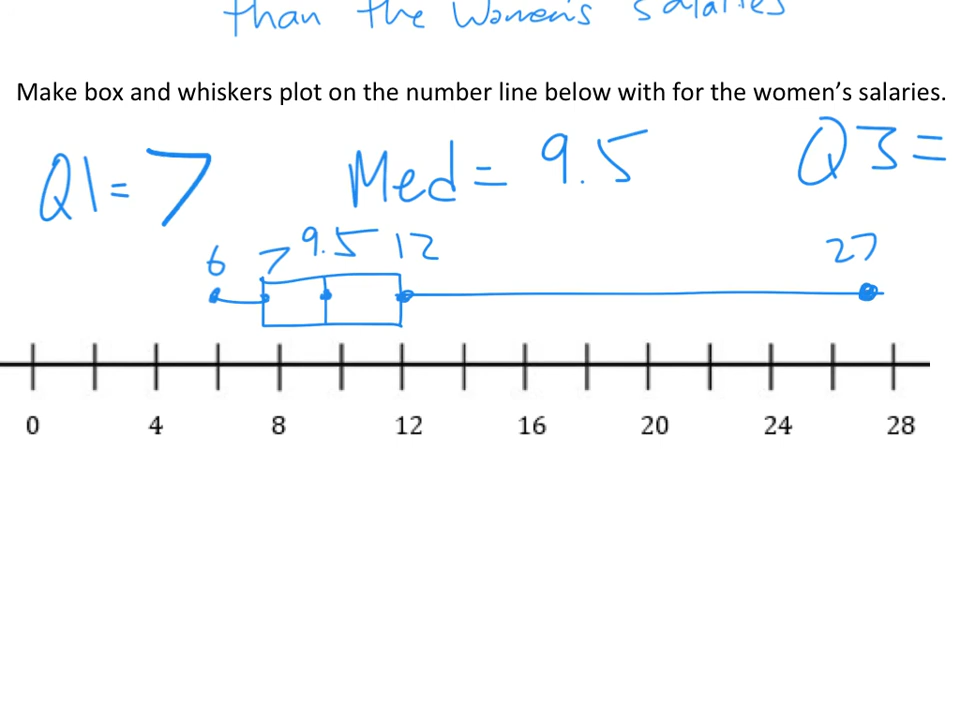 than the Women's salaries
Make box and whiskers plot on the number line below with for the women's salaries.
Q1= 7 Med = 9.5 Q3=
6 7 9.5 12 27
0 4 8 12 16 20 24 28